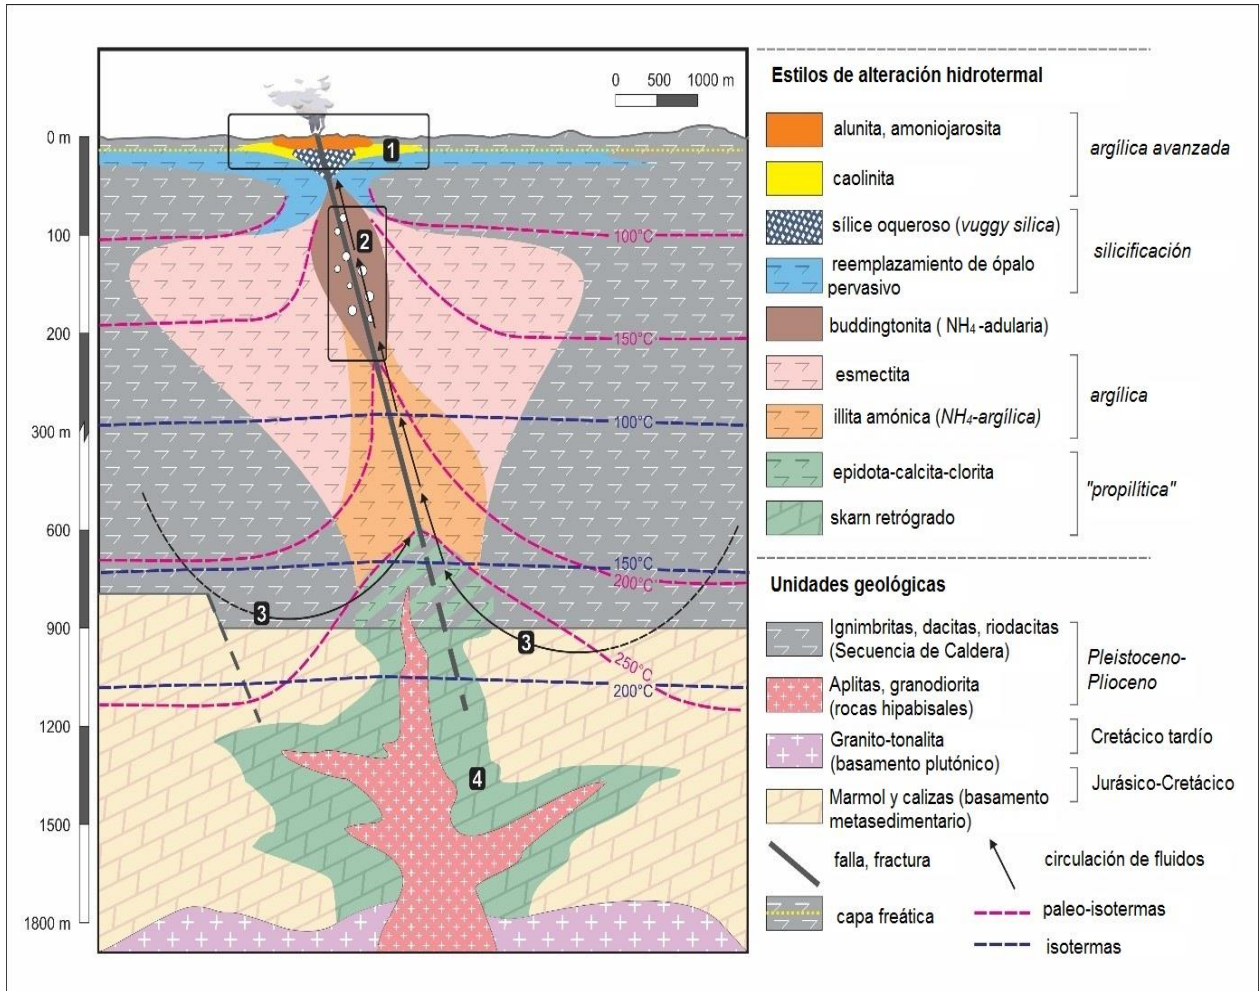 0 500 1000 m
0 m
100
200
300 m
600
900
1200
1500
1800 m
1
2
3
3
4
100°C
150°C
100°C
150°C
200°C
250°C
200°C
Estilos de alteración hidrotermal
alunita, amoniojarosita
caolinita
argílica avanzada
sílice oqueroso (vuggy silica)
reemplazamiento de ópalo
pervasivo
silicificación
buddingtonita ( NH₄ -adularia)
esmectita
illita amónica (NH₄-argílica)
argílica
epidota-calcita-clorita
skarn retrógrado
"propilítica"
Unidades geológicas
Ignimbritas, dacitas, riodacitas
(Secuencia de Caldera)
Aplitas, granodiorita
(rocas hipabisales)
Pleistoceno-
Plioceno
Granito-tonalita
(basamento plutónico)
Cretácico tardío
Marmol y calizas (basamento
metasedimentario)
Jurásico-Cretácico
falla, fractura
circulación de fluidos
capa freática
paleo-isotermas
isotermas